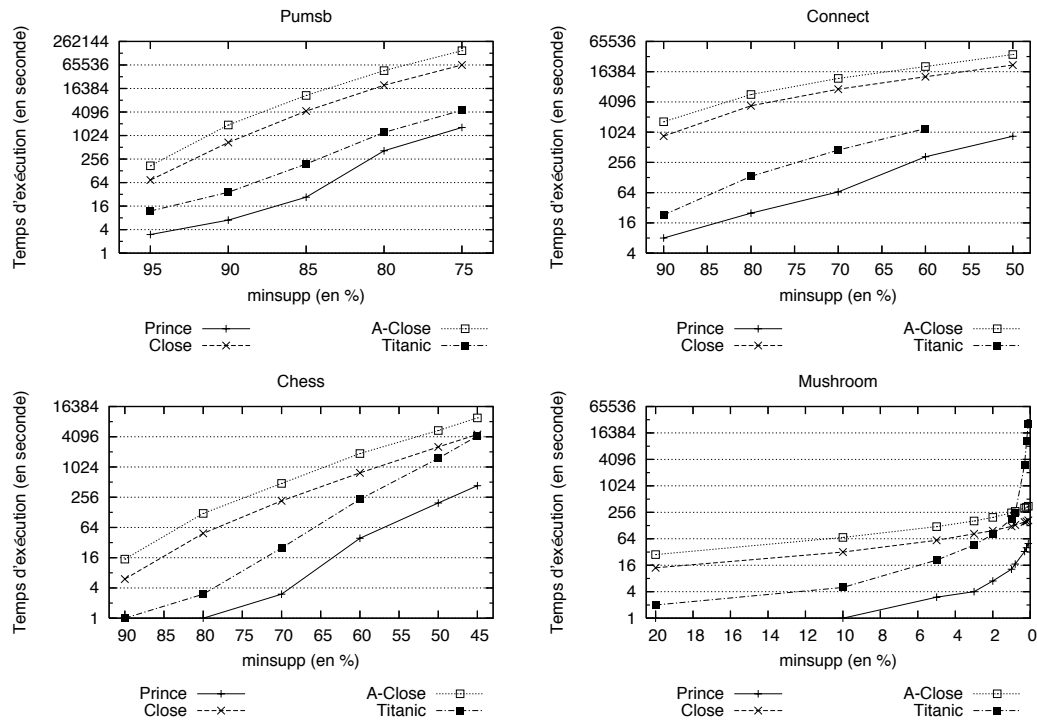 Pumsb
Temps d'exécution (en seconde)
262144
65536
16384
4096
1024
256
64
16
4
1
95 90 85 80 75
minsupp (en %)
Prince
Close
A-Close
Titanic
Connect
Temps d'exécution (en seconde)
65536
16384
4096
1024
256
64
16
4
90 85 80 75 70 65 60 55 50
minsupp (en %)
Prince
Close
A-Close
Titanic
Chess
Temps d'exécution (en seconde)
16384
4096
1024
256
64
16
4
1
90 85 80 75 70 65 60 55 50 45
minsupp (en %)
Prince
Close
A-Close
Titanic
Mushroom
Temps d'exécution (en seconde)
65536
16384
4096
1024
256
64
16
4
1
20 18 16 14 12 10 8 6 4 2 0
minsupp (en %)
Prince
Close
A-Close
Titanic